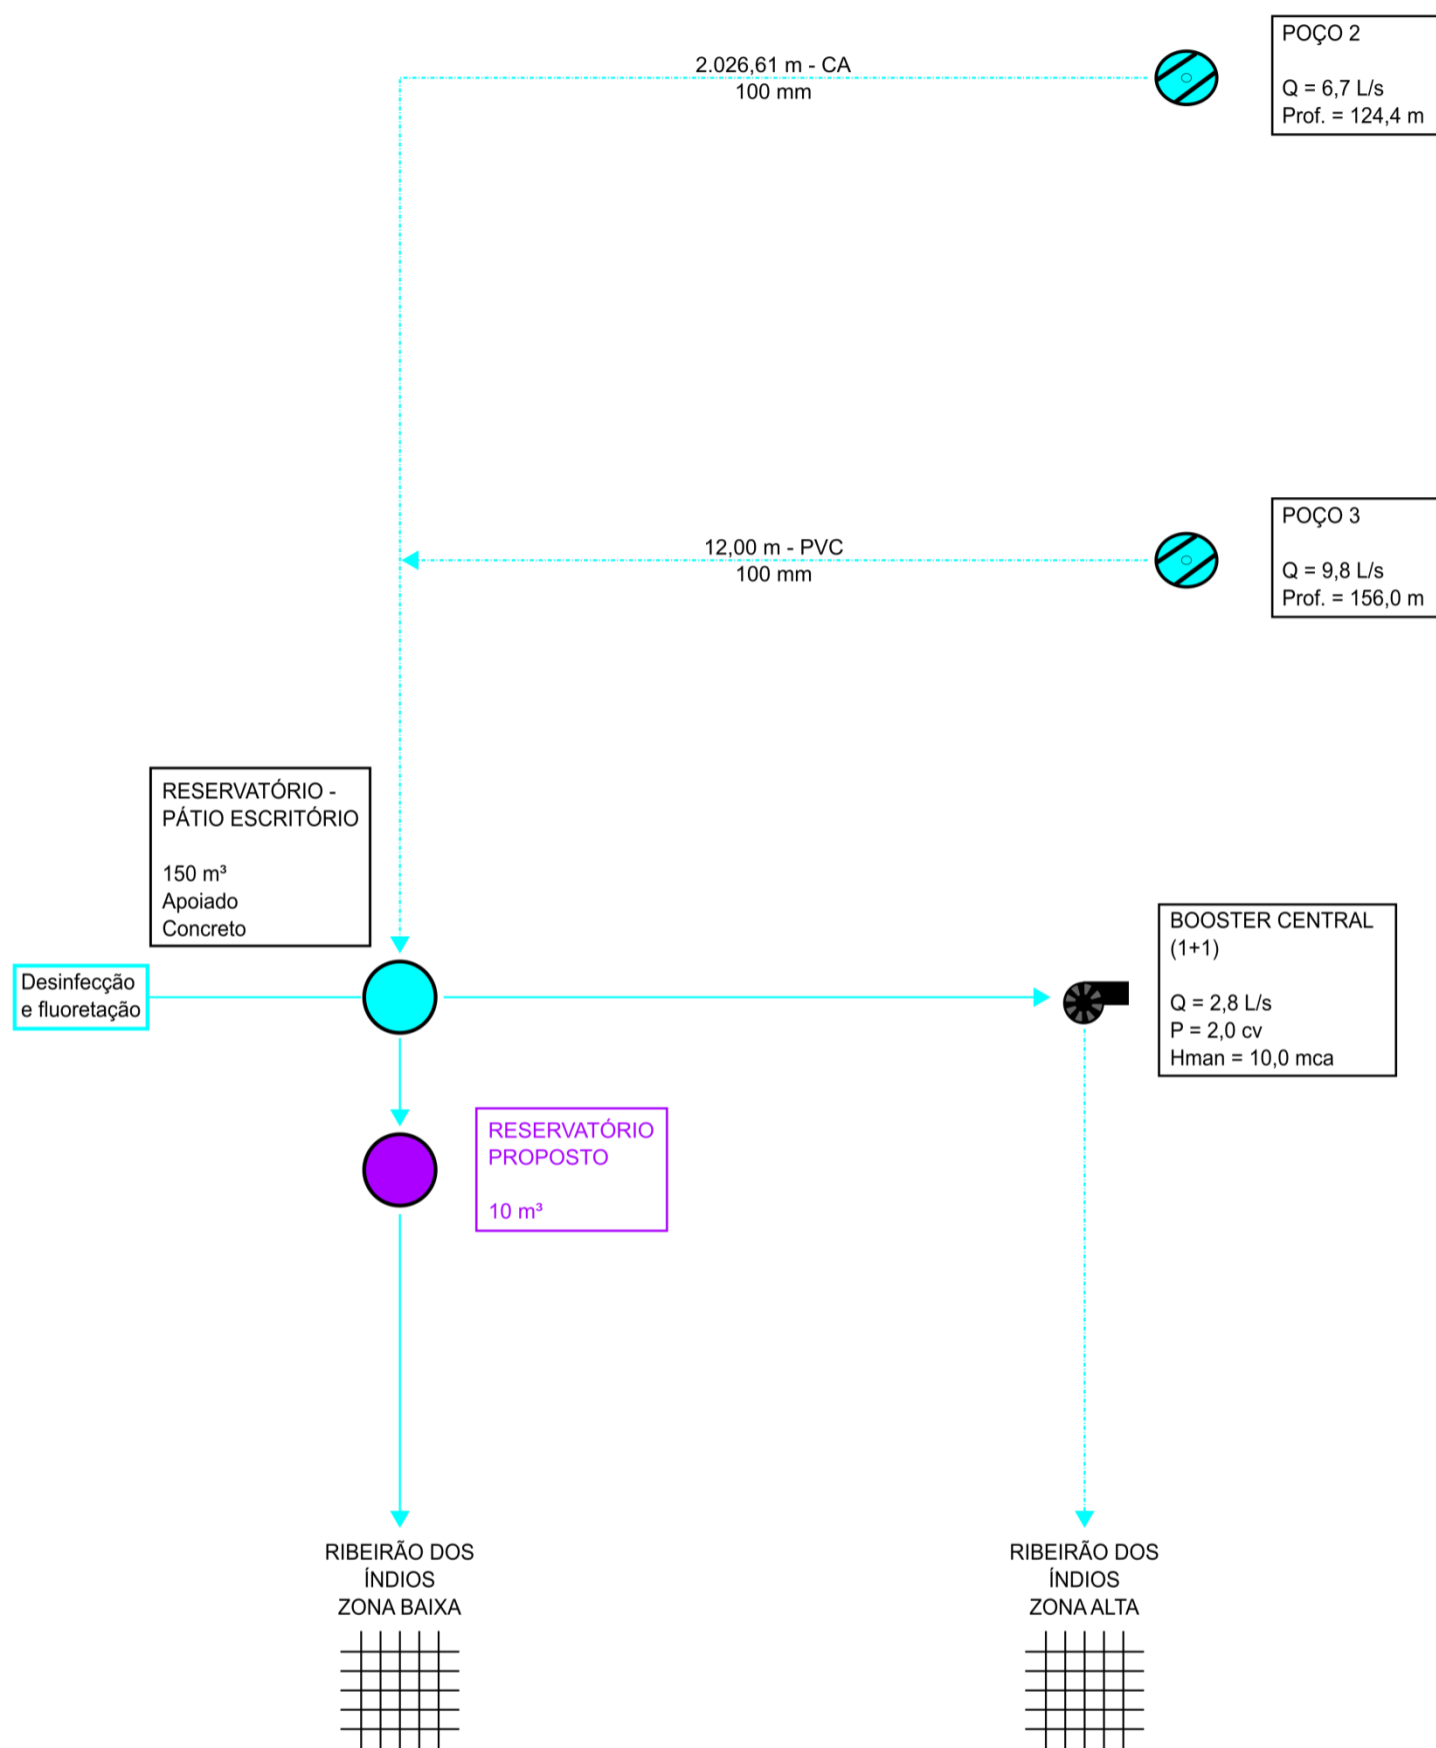 POÇO 2
Q = 6,7 L/s
Prof. = 124,4 m
2.026,61 m - CA
100 mm
POÇO 3
Q = 9,8 L/s
Prof. = 156,0 m
12,00 m - PVC
100 mm
RESERVATÓRIO -
PÁTIO ESCRITÓRIO
150 m³
Apoiado
Concreto
Desinfecção
e fluoretação
BOOSTER CENTRAL
(1+1)
Q = 2,8 L/s
P = 2,0 cv
Hman = 10,0 mca
RESERVATÓRIO
PROPOSTO
10 m³
RIBEIRÃO DOS
ÍNDIOS
ZONA BAIXA
RIBEIRÃO DOS
ÍNDIOS
ZONA ALTA